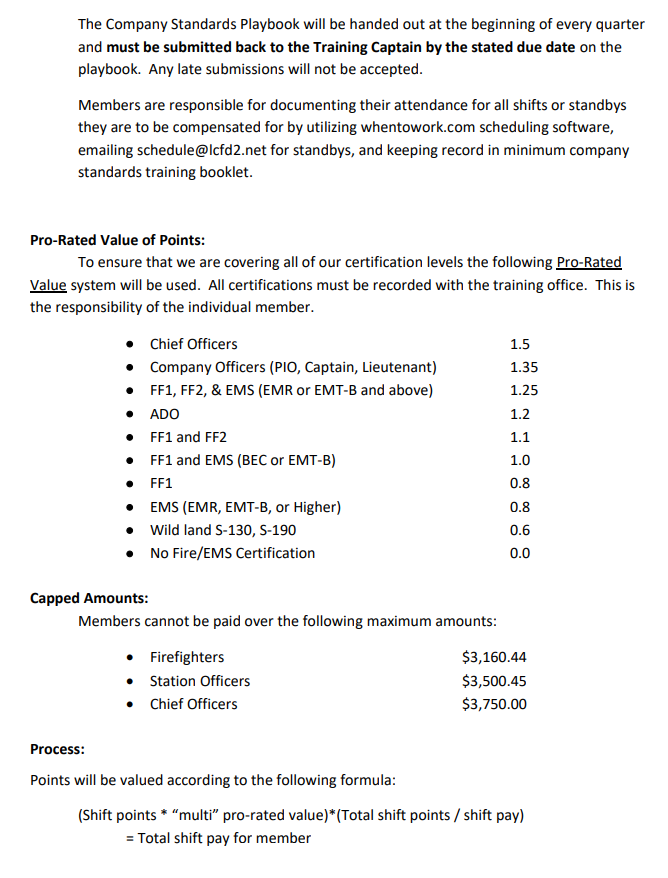 The Company Standards Playbook will be handed out at the beginning of every quarter
and must be submitted back to the Training Captain by the stated due date on the
playbook.  Any late submissions will not be accepted.
Members are responsible for documenting their attendance for all shifts or standbys
they are to be compensated for by utilizing whentowork.com scheduling software,
emailing schedule@lcfd2.net for standbys, and keeping record in minimum company
standards training booklet.
Pro-Rated Value of Points:
To ensure that we are covering all of our certification levels the following Pro-Rated
Value system will be used.  All certifications must be recorded with the training office.  This is
the responsibility of the individual member.
• Chief Officers 1.5
• Company Officers (PIO, Captain, Lieutenant) 1.35
• FF1, FF2, & EMS (EMR or EMT-B and above) 1.25
• ADO 1.2
• FF1 and FF2 1.1
• FF1 and EMS (BEC or EMT-B) 1.0
• FF1 0.8
• EMS (EMR, EMT-B, or Higher) 0.8
• Wild land S-130, S-190 0.6
• No Fire/EMS Certification 0.0
Capped Amounts:
Members cannot be paid over the following maximum amounts:
• Firefighters $3,160.44
• Station Officers $3,500.45
• Chief Officers $3,750.00
Process:
Points will be valued according to the following formula:
(Shift points * “multi” pro-rated value)*(Total shift points / shift pay)
= Total shift pay for member